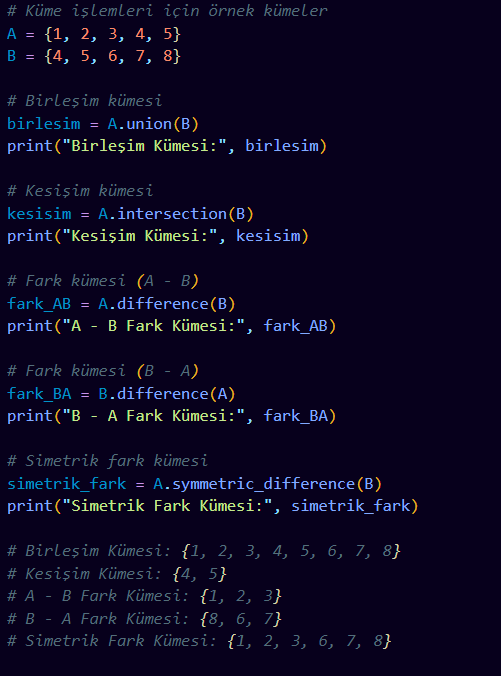 # Küme işlemleri için örnek kümeler
A = {1, 2, 3, 4, 5}
B = {4, 5, 6, 7, 8}
# Birleşim kümesi
birlesim = A.union(B)
print("Birleşim Kümesi:", birlesim)
# Kesişim kümesi
kesisim = A.intersection(B)
print("Kesişim Kümesi:", kesisim)
# Fark kümesi (A - B)
fark_AB = A.difference(B)
print("A - B Fark Kümesi:", fark_AB)
# Fark kümesi (B - A)
fark_BA = B.difference(A)
print("B - A Fark Kümesi:", fark_BA)
# Simetrik fark kümesi
simetrik_fark = A.symmetric_difference(B)
print("Simetrik Fark Kümesi:", simetrik_fark)
# Birleşim Kümesi: {1, 2, 3, 4, 5, 6, 7, 8}
# Kesişim Kümesi: {4, 5}
# A - B Fark Kümesi: {1, 2, 3}
# B - A Fark Kümesi: {8, 6, 7}
# Simetrik Fark Kümesi: {1, 2, 3, 6, 7, 8}